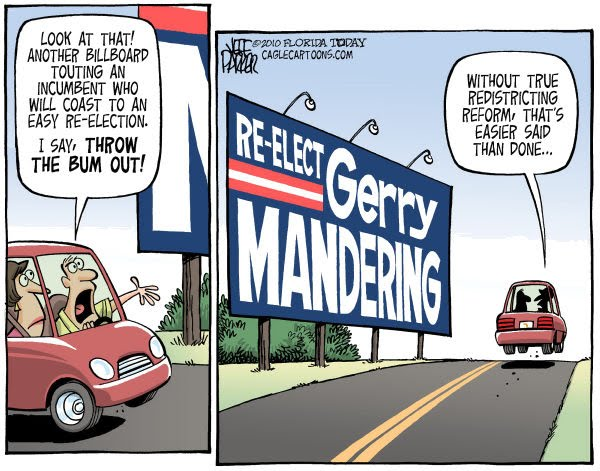 LOOK AT THAT!
ANOTHER BILLBOARD
TOUTING AN
INCUMBENT WHO
WILL COAST TO AN
EASY RE-ELECTION.
I SAY, THROW
THE BUM OUT!
JEFF PARKER ©2010 FLORIDA TODAY
CAGLECARTOONS.COM
RE-ELECT Gerry
MANDERING
WITHOUT TRUE
REDISTRICTING
REFORM, THAT'S
EASIER SAID
THAN DONE...